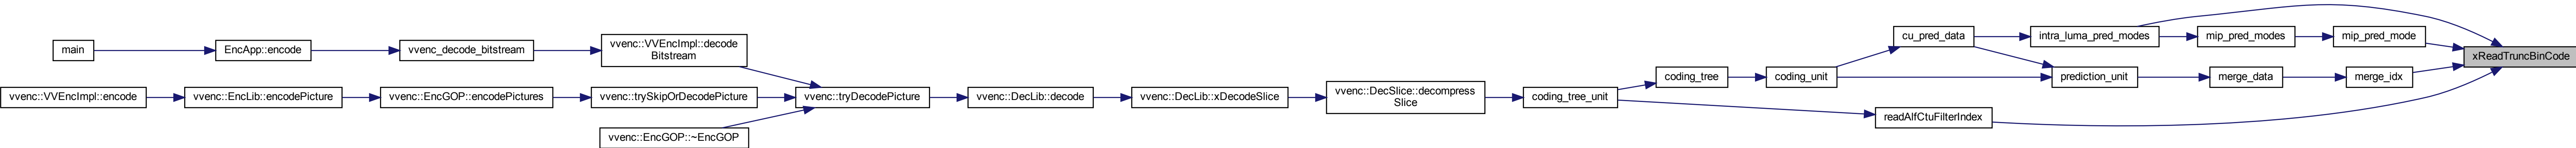 main
EncApp::encode
vvenc_decode_bitstream
vvenc::VVEncImpl::decode
Bitstream
vvenc::VVEncImpl::encode
vvenc::EncLib::encodePicture
vvenc::EncGOP::encodePictures
vvenc::trySkipOrDecodePicture
vvenc::EncGOP::~EncGOP
vvenc::tryDecodePicture
vvenc::DecLib::decode
vvenc::DecLib::xDecodeSlice
vvenc::DecSlice::decompress
Slice
coding_tree_unit
coding_tree
coding_unit
cu_pred_data
intra_luma_pred_modes
mip_pred_modes
mip_pred_mode
prediction_unit
merge_data
merge_idx
readAlfCtuFilterIndex
xReadTruncBinCode